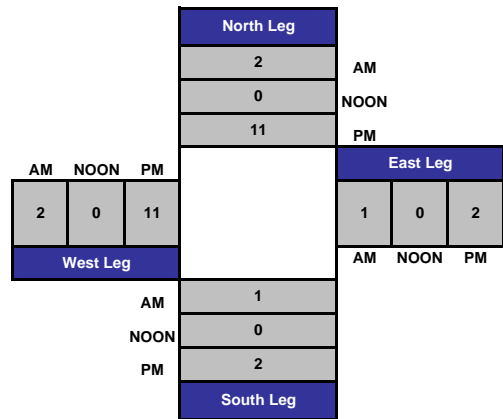 North Leg
2 AM
0 NOON
11 PM
AM NOON PM
East Leg
2 0 11
1 0 2
West Leg
AM NOON PM
AM 1
NOON 0
PM 2
South Leg